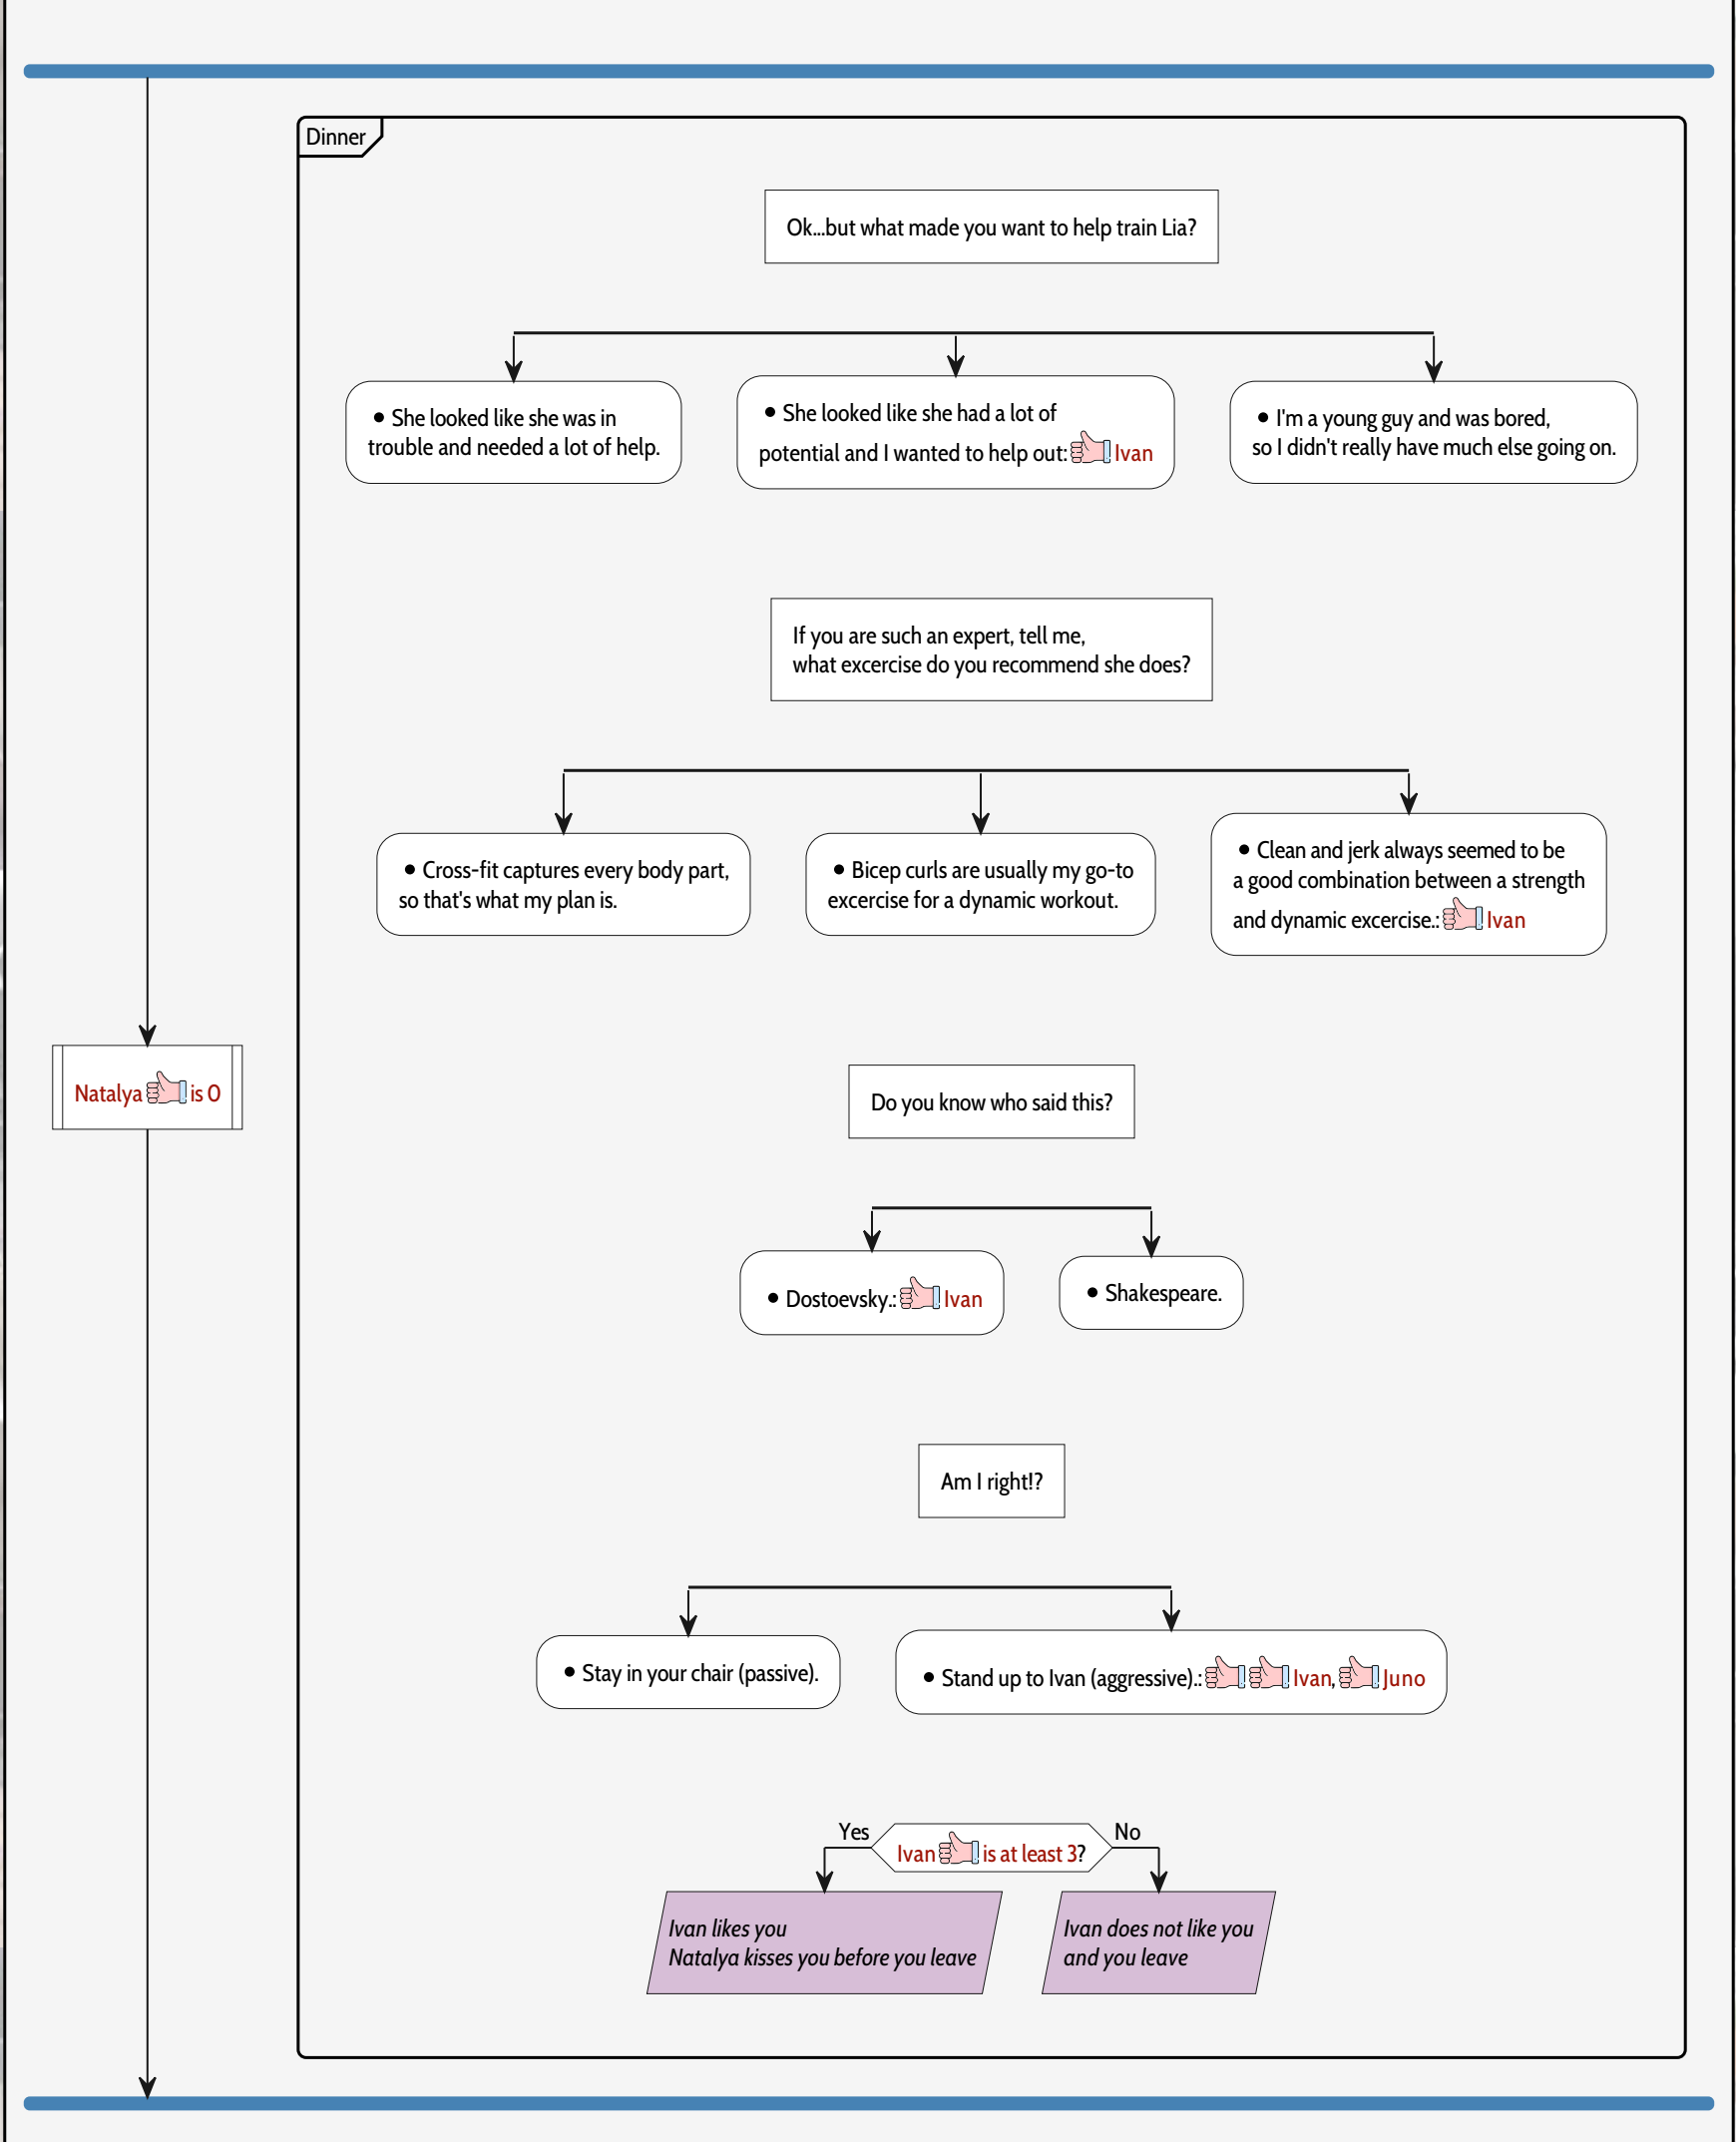 Dinner
Ok...but what made you want to help train Lia?
● She looked like she was in
trouble and needed a lot of help.
● She looked like she had a lot of
potential and I wanted to help out: Ivan
● I'm a young guy and was bored,
so I didn't really have much else going on.
If you are such an expert, tell me,
what excercise do you recommend she does?
● Cross-fit captures every body part,
so that's what my plan is.
● Bicep curls are usually my go-to
excercise for a dynamic workout.
● Clean and jerk always seemed to be
a good combination between a strength
and dynamic excercise.: Ivan
Natalya is 0
Do you know who said this?
● Dostoevsky.: Ivan
● Shakespeare.
Am I right!?
● Stay in your chair (passive).
● Stand up to Ivan (aggressive).: Ivan, Juno
Yes
Ivan is at least 3?
No
Ivan likes you
Natalya kisses you before you leave
Ivan does not like you
and you leave